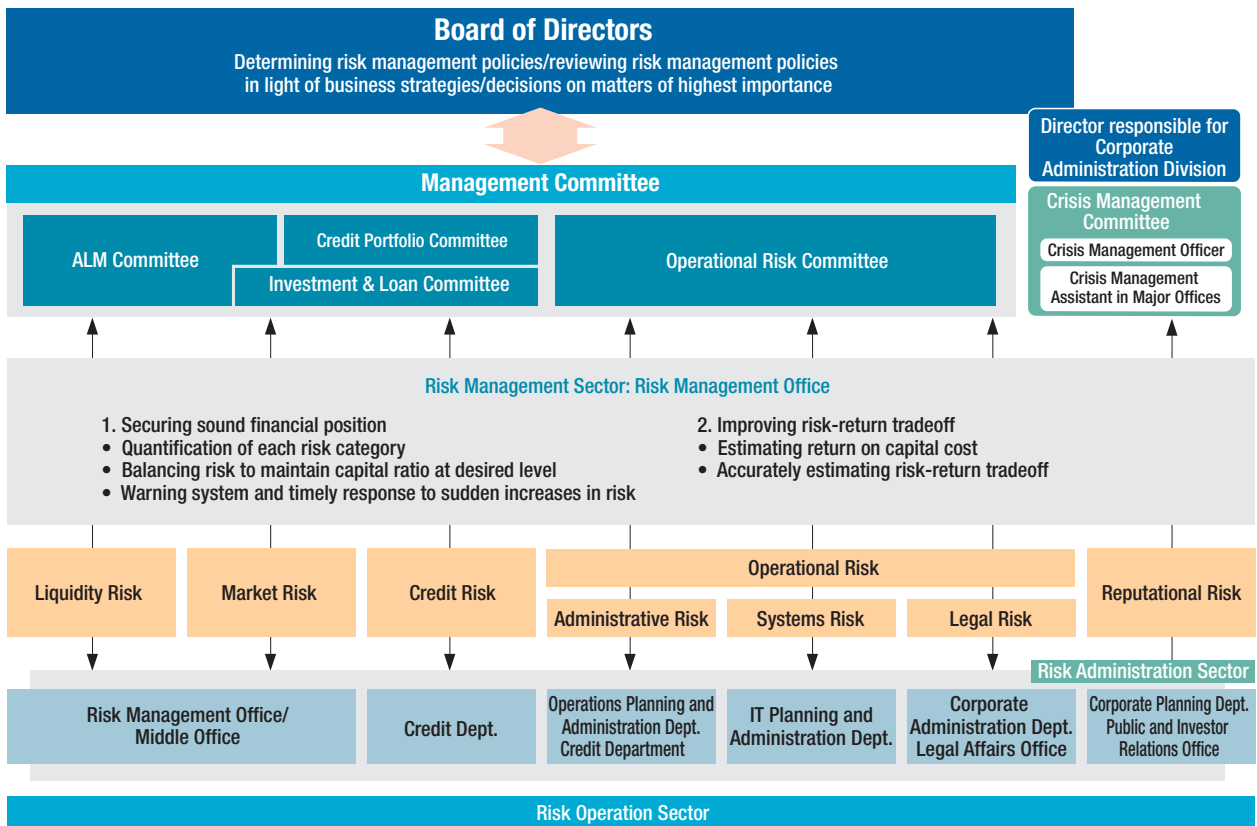 Board of Directors
Determining risk management policies/reviewing risk management policies
in light of business strategies/decisions on matters of highest importance
Director responsible for
Corporate
Administration Division
Management Committee
Crisis Management
Committee
Crisis Management Officer
Crisis Management
Assistant in Major Offices
ALM Committee
Credit Portfolio Committee
Investment & Loan Committee
Operational Risk Committee
Risk Management Sector: Risk Management Office
1. Securing sound financial position
• Quantification of each risk category
• Balancing risk to maintain capital ratio at desired level
• Warning system and timely response to sudden increases in risk
2. Improving risk-return tradeoff
• Estimating return on capital cost
• Accurately estimating risk-return tradeoff
Liquidity Risk
Market Risk
Credit Risk
Operational Risk
Administrative Risk
Systems Risk
Legal Risk
Reputational Risk
Risk Administration Sector
Risk Management Office/
Middle Office
Credit Dept.
Operations Planning and
Administration Dept.
Credit Department
IT Planning and
Administration Dept.
Corporate
Administration Dept.
Legal Affairs Office
Corporate Planning Dept.
Public and Investor
Relations Office
Risk Operation Sector